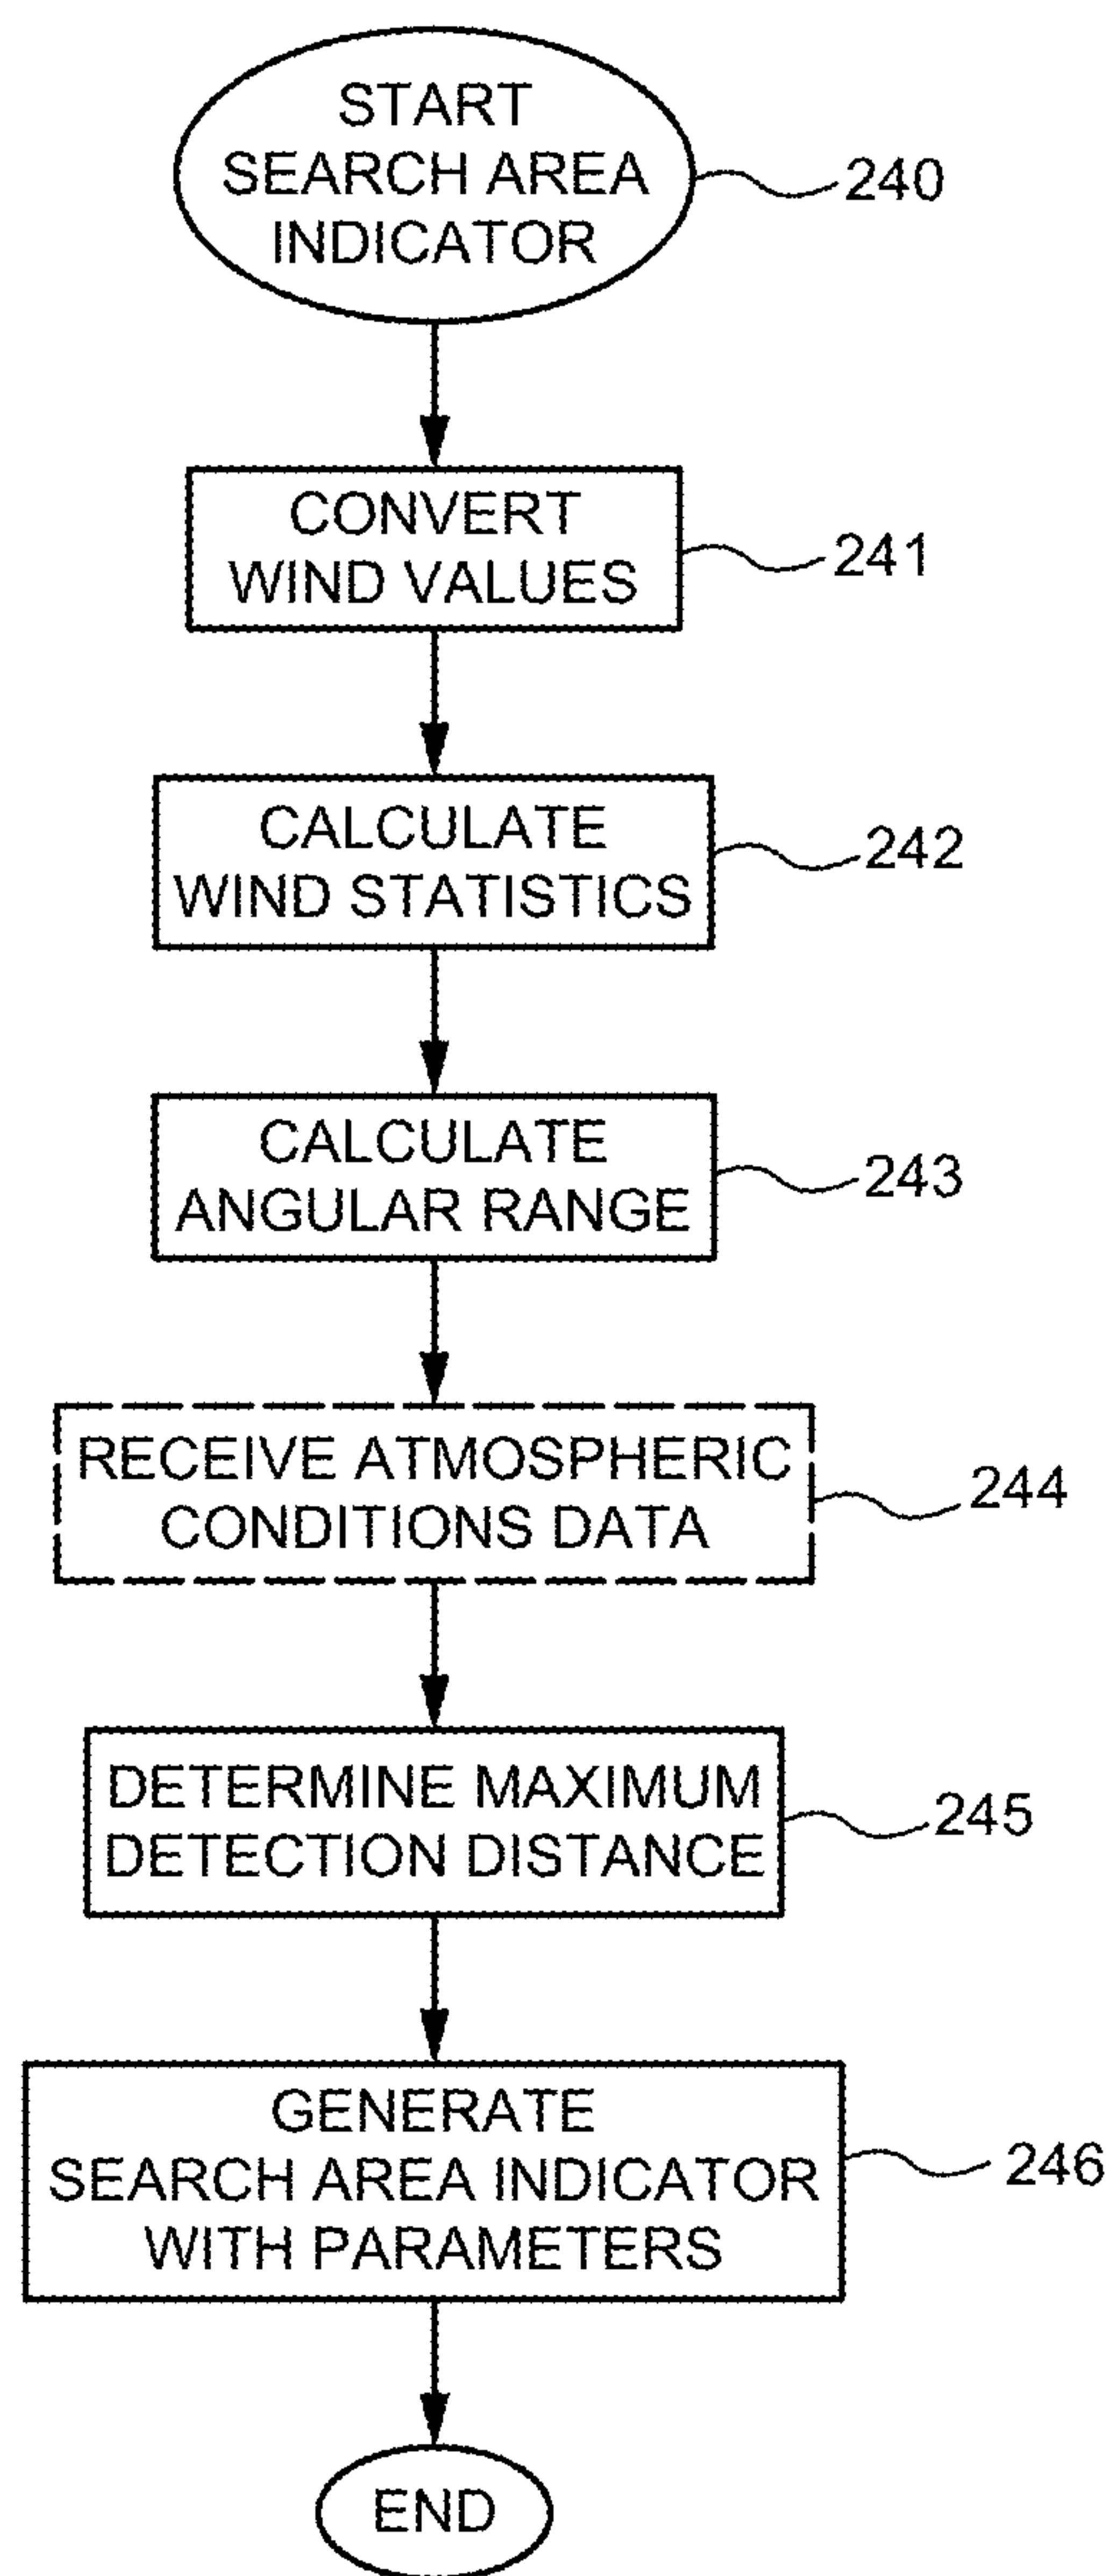 START
SEARCH AREA
INDICATOR
240
CONVERT
WIND VALUES
241
CALCULATE
WIND STATISTICS
242
CALCULATE
ANGULAR RANGE
243
RECEIVE ATMOSPHERIC
CONDITIONS DATA
244
DETERMINE MAXIMUM
DETECTION DISTANCE
245
GENERATE
SEARCH AREA INDICATOR
WITH PARAMETERS
246
END